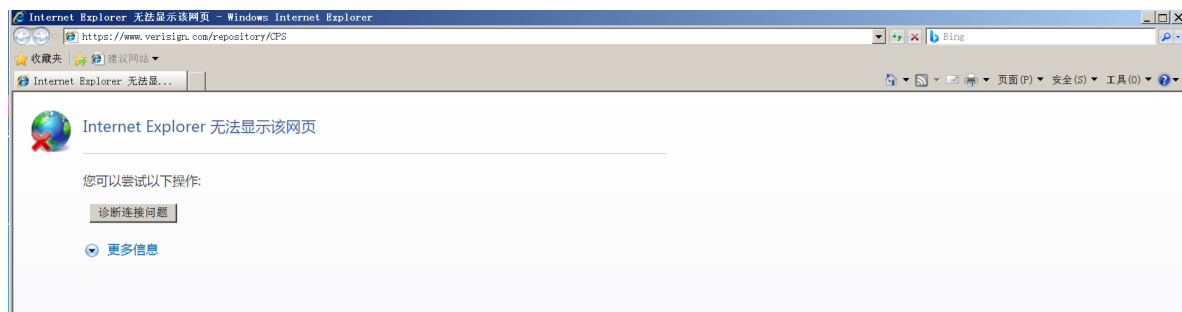 Internet Explorer 无法显示该网页 - Windows Internet Explorer
https://www.verisign.com/repository/CPS
Bing
收藏夹 建议网站
Internet Explorer 无法显...
页面(P) 安全(S) 工具(O)
Internet Explorer 无法显示该网页
您可以尝试以下操作:
诊断连接问题
更多信息